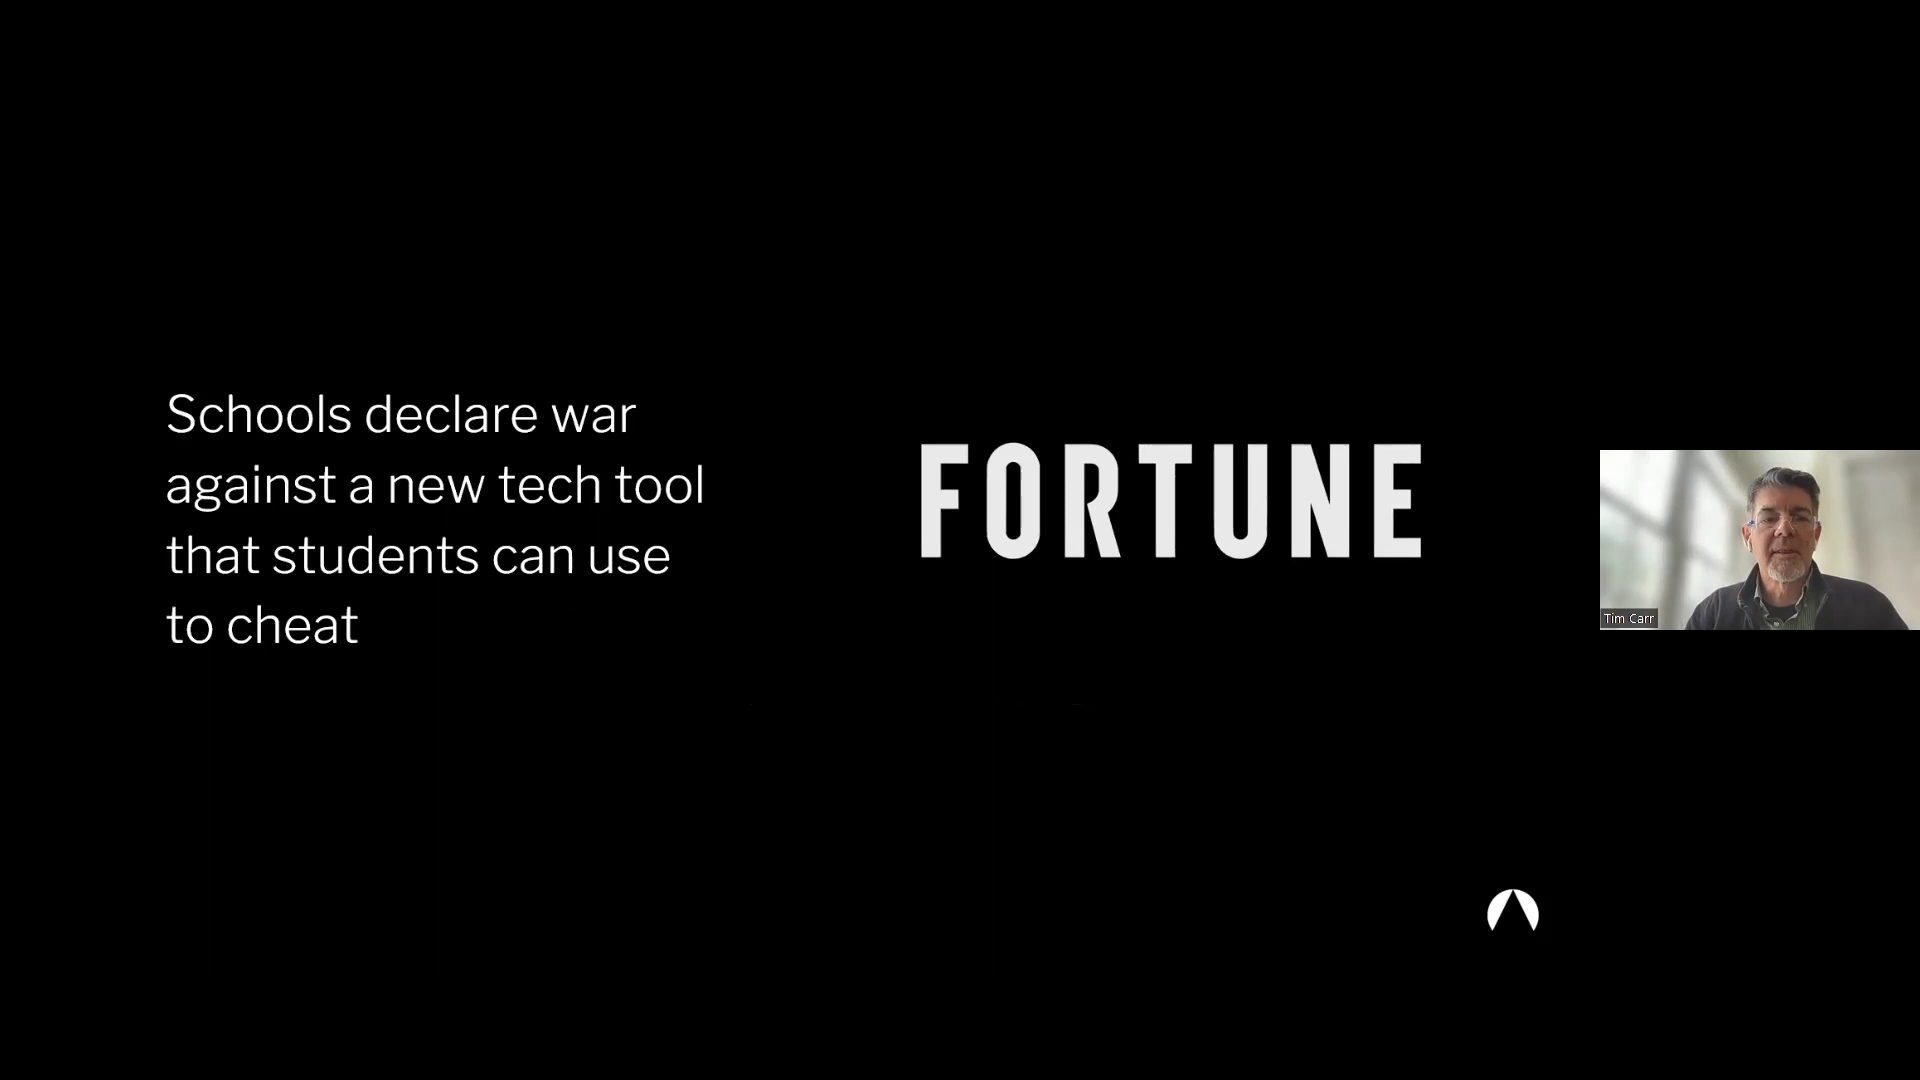 Schools declare war
against a new tech tool
that students can use
to cheat
FORTUNE
Tim Carr